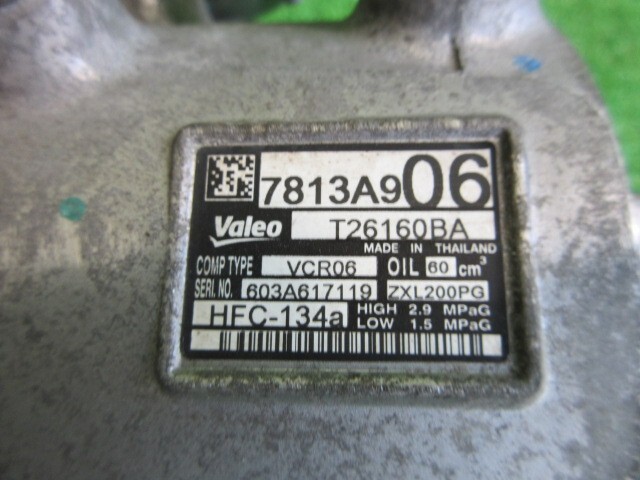 7813A906
Valeo T26160BA
MADE IN THAILAND
COMP TYPE VCR06 OIL 60 cm³
SERI. NO. 603A617119 ZXL200PG
HFC-134a HIGH 2.9 MPaG
LOW 1.5 MPaG